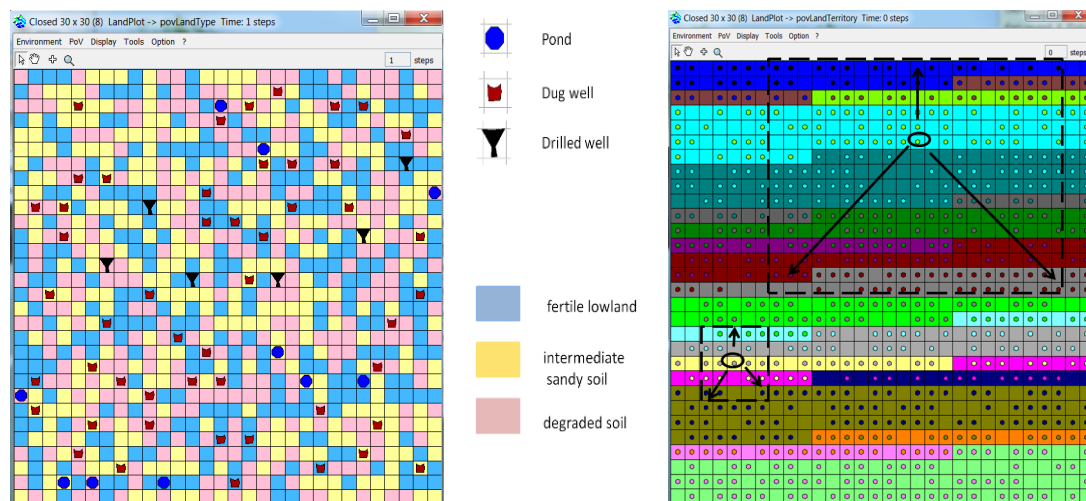 Closed 30 x 30 (8) LandPlot -> povLandType Time: 1 steps
Environment PoV Display Tools Option ?
1 steps
Pond
Dug well
Drilled well
fertile lowland
intermediate
sandy soil
degraded soil
Closed 30 x 30 (8) LandPlot -> povLandTerritory Time: 0 steps
Environment PoV Display Tools Option ?
0 steps